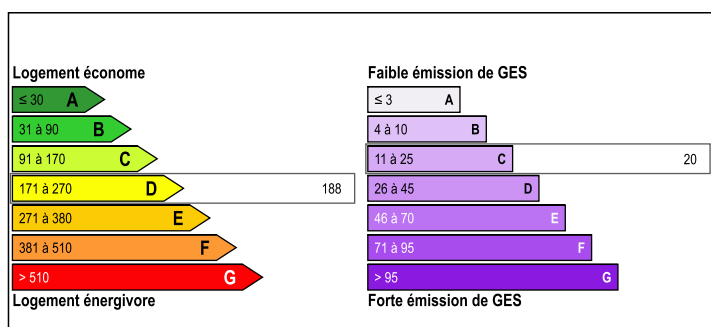 Logement économe
≤ 30 A
31 à 90 B
91 à 170 C
171 à 270 D 188
271 à 380 E
381 à 510 F
> 510 G
Logement énergivore
Faible émission de GES
≤ 3 A
4 à 10 B
11 à 25 C 20
26 à 45 D
46 à 70 E
71 à 95 F
> 95 G
Forte émission de GES